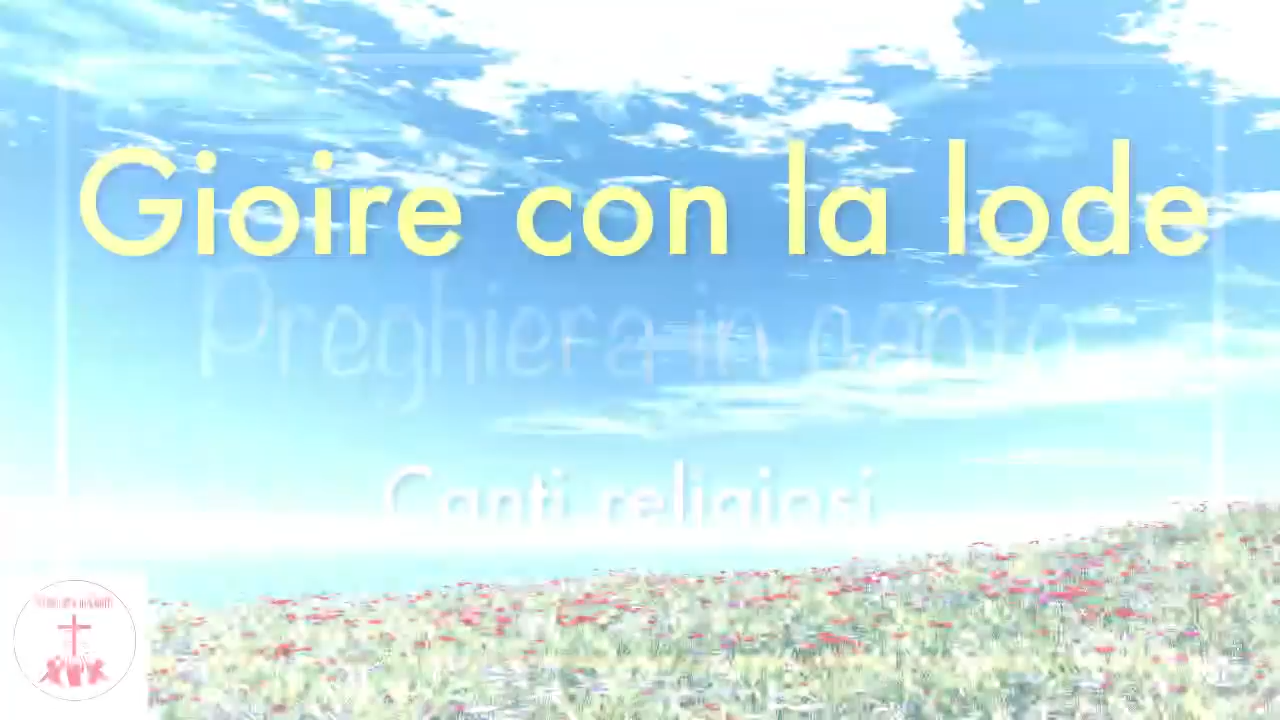 Gioire con la lode
Preghiera in canto
Canti religiosi